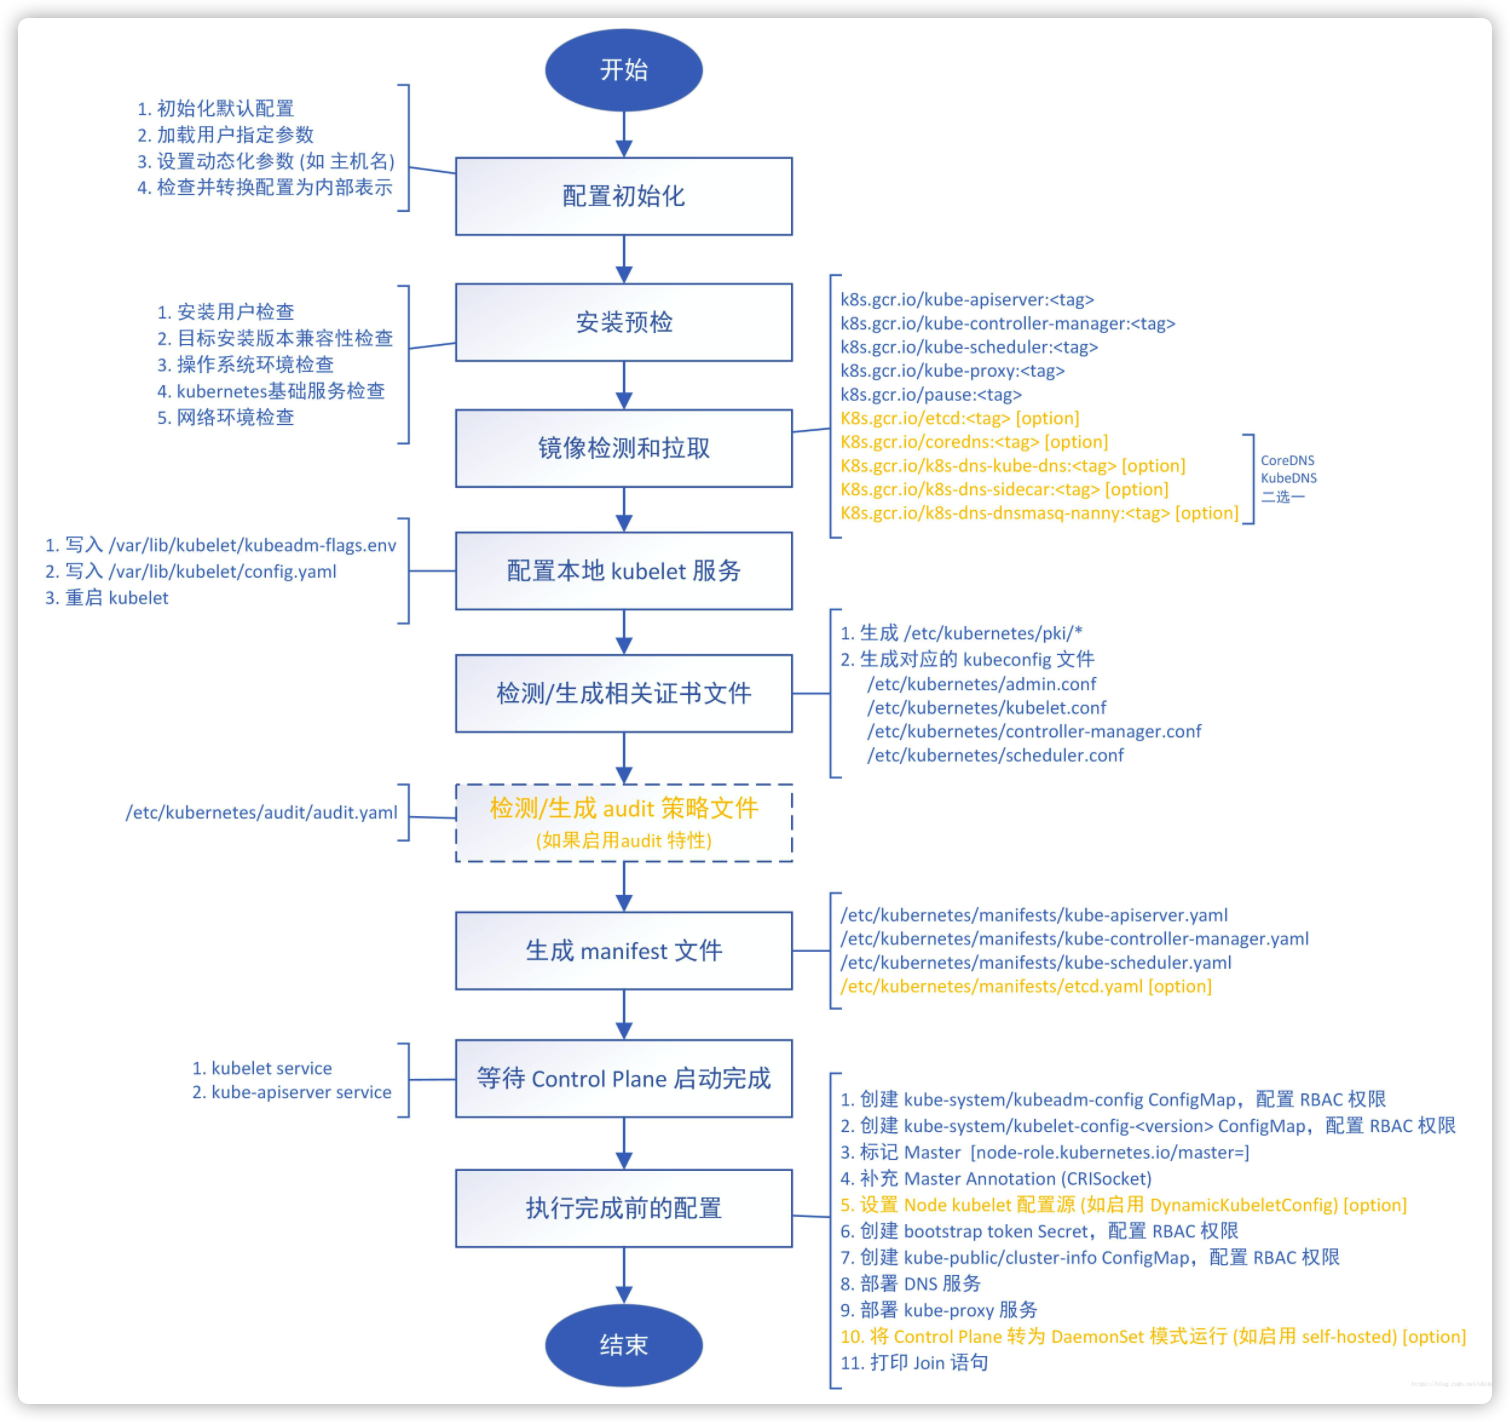 开始
1. 初始化默认配置
2. 加载用户指定参数
3. 设置动态化参数 (如 主机名)
4. 检查并转换配置为内部表示
配置初始化
1. 安装用户检查
2. 目标安装版本兼容性检查
3. 操作系统环境检查
4. kubernetes基础服务检查
5. 网络环境检查
安装预检
k8s.gcr.io/kube-apiserver:<tag>
k8s.gcr.io/kube-controller-manager:<tag>
k8s.gcr.io/kube-scheduler:<tag>
k8s.gcr.io/kube-proxy:<tag>
k8s.gcr.io/pause:<tag>
K8s.gcr.io/etcd:<tag> [option]
K8s.gcr.io/coredns:<tag> [option]
K8s.gcr.io/k8s-dns-kube-dns:<tag> [option]
K8s.gcr.io/k8s-dns-sidecar:<tag> [option]
K8s.gcr.io/k8s-dns-dnsmasq-nanny:<tag> [option]
CoreDNS
KubeDNS
二选一
镜像检测和拉取
1. 写入 /var/lib/kubelet/kubeadm-flags.env
2. 写入 /var/lib/kubelet/config.yaml
3. 重启 kubelet
配置本地 kubelet 服务
检测/生成相关证书文件
1. 生成 /etc/kubernetes/pki/*
2. 生成对应的 kubeconfig 文件
/etc/kubernetes/admin.conf
/etc/kubernetes/kubelet.conf
/etc/kubernetes/controller-manager.conf
/etc/kubernetes/scheduler.conf
/etc/kubernetes/audit/audit.yaml
检测/生成 audit 策略文件
(如果启用audit 特性)
生成 manifest 文件
/etc/kubernetes/manifests/kube-apiserver.yaml
/etc/kubernetes/manifests/kube-controller-manager.yaml
/etc/kubernetes/manifests/kube-scheduler.yaml
/etc/kubernetes/manifests/etcd.yaml [option]
1. kubelet service
2. kube-apiserver service
等待 Control Plane 启动完成
执行完成前的配置
1. 创建 kube-system/kubeadm-config ConfigMap，配置 RBAC 权限
2. 创建 kube-system/kubelet-config-<version> ConfigMap，配置 RBAC 权限
3. 标记 Master [node-role.kubernetes.io/master=]
4. 补充 Master Annotation (CRISocket)
5. 设置 Node kubelet 配置源 (如启用 DynamicKubeletConfig) [option]
6. 创建 bootstrap token Secret，配置 RBAC 权限
7. 创建 kube-public/cluster-info ConfigMap，配置 RBAC 权限
8. 部署 DNS 服务
9. 部署 kube-proxy 服务
10. 将 Control Plane 转为 DaemonSet 模式运行 (如启用 self-hosted) [option]
11. 打印 Join 语句
结束